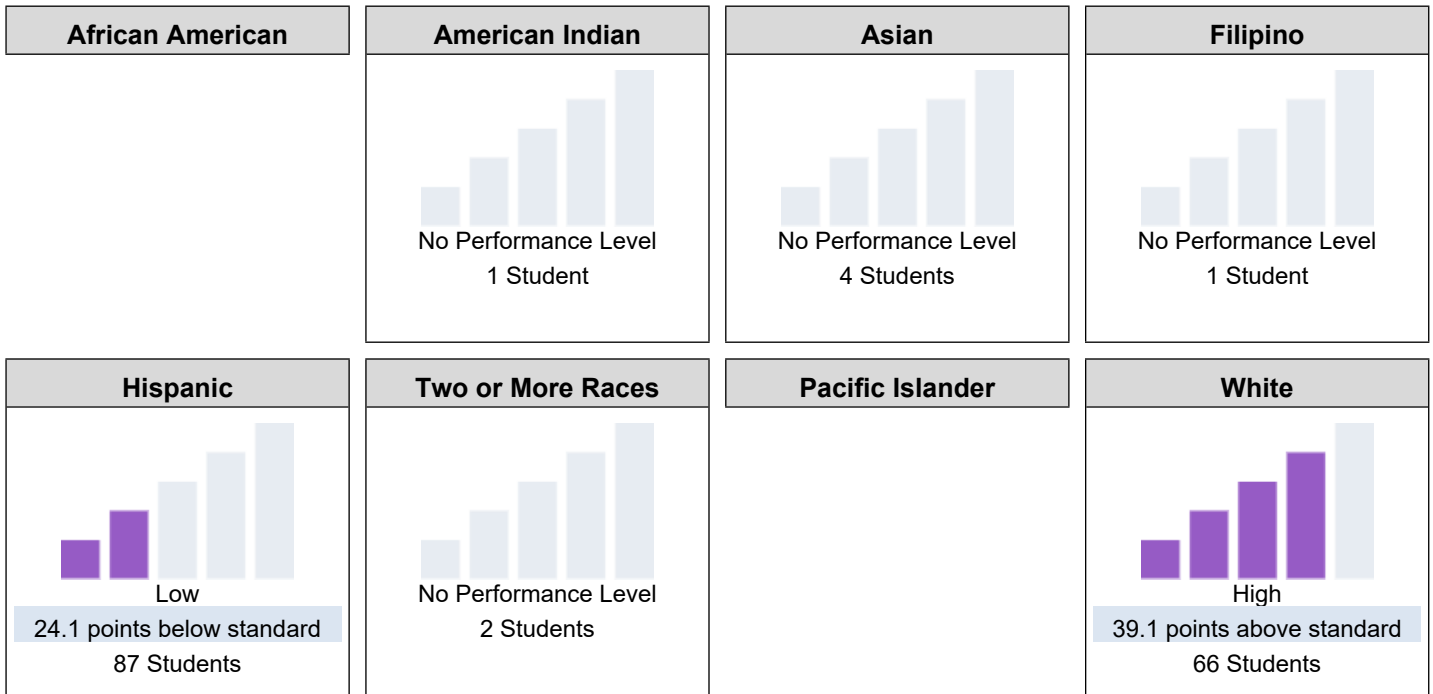 African American
American Indian
No Performance Level
1 Student
Asian
No Performance Level
4 Students
Filipino
No Performance Level
1 Student
Hispanic
Low
24.1 points below standard
87 Students
Two or More Races
No Performance Level
2 Students
Pacific Islander
White
High
39.1 points above standard
66 Students